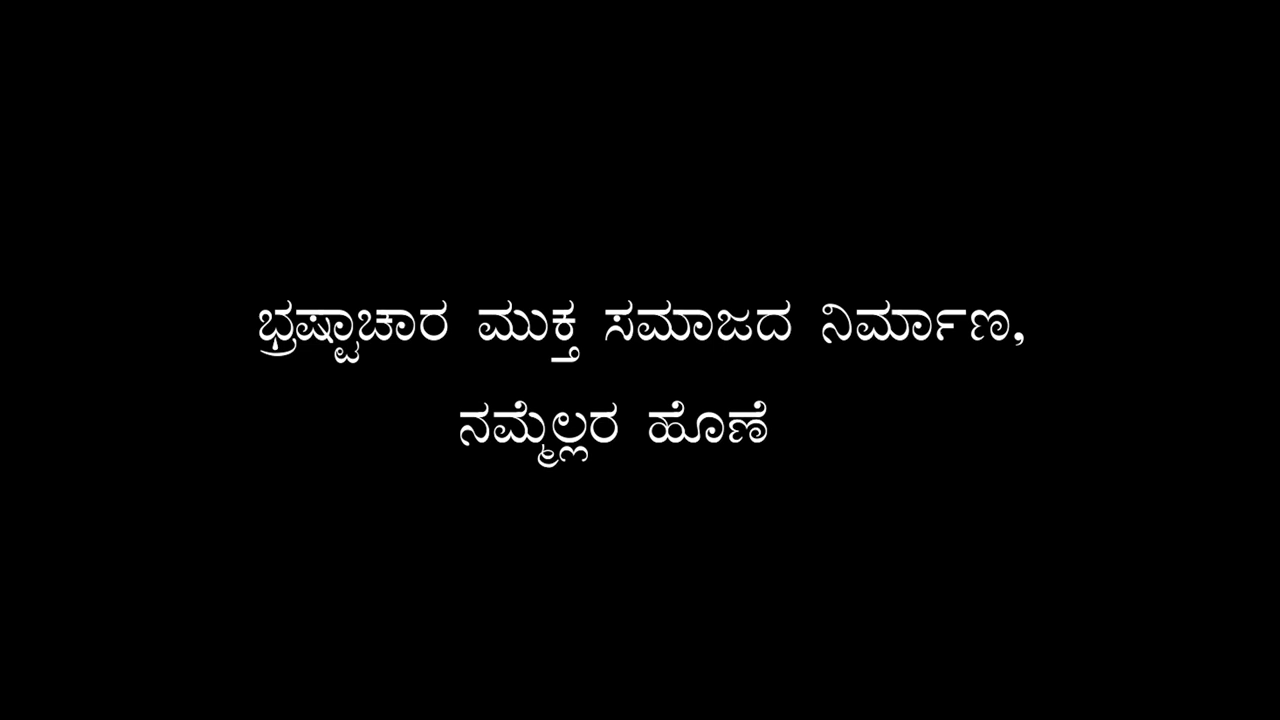 ಭ್ರಷ್ಟಾಚಾರ ಮುಕ್ತ ಸಮಾಜದ ನಿರ್ಮಾಣ,
ನಮ್ಮೆಲ್ಲರ ಹೊಣೆ